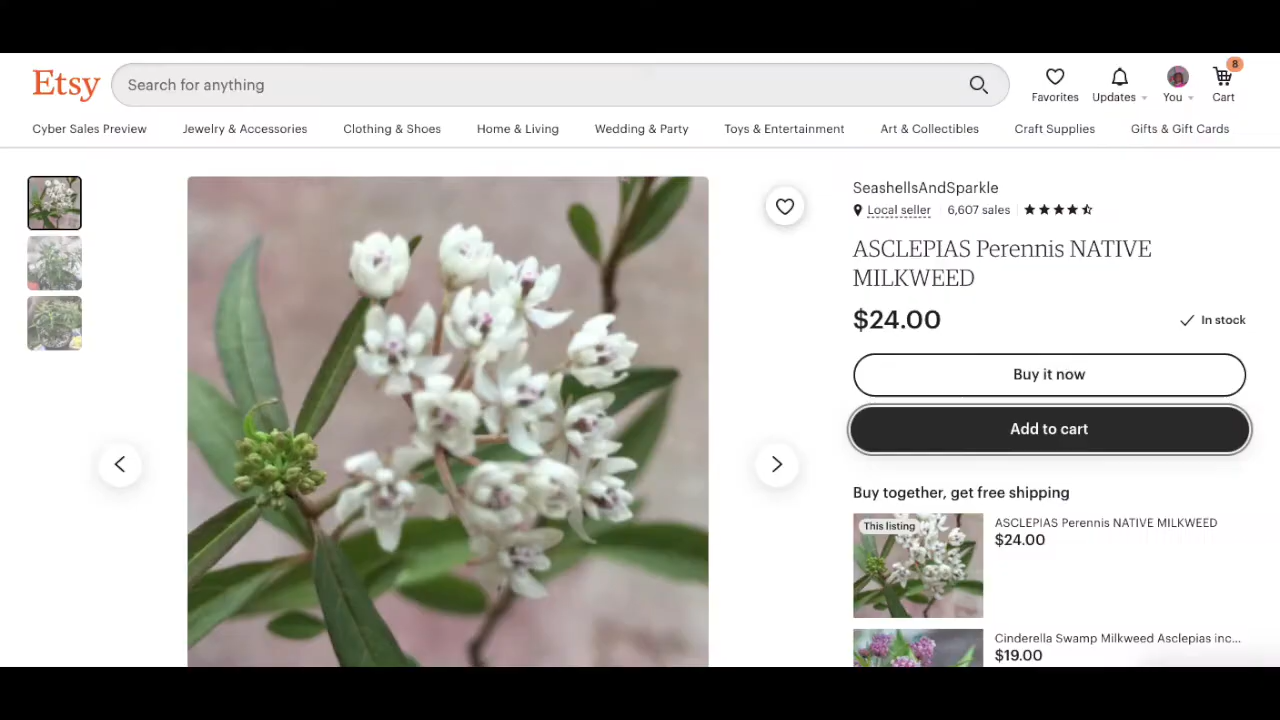 Etsy
Search for anything
Favorites
Updates
You
8
Cart
Cyber Sales Preview
Jewelry & Accessories
Clothing & Shoes
Home & Living
Wedding & Party
Toys & Entertainment
Art & Collectibles
Craft Supplies
Gifts & Gift Cards
SeashellsAndSparkle
Local seller
6,607 sales
ASCLEPIAS Perennis NATIVE
MILKWEED
$24.00
In stock
Buy it now
Add to cart
Buy together, get free shipping
This listing
ASCLEPIAS Perennis NATIVE MILKWEED
$24.00
Cinderella Swamp Milkweed Asclepias inc...
$19.00